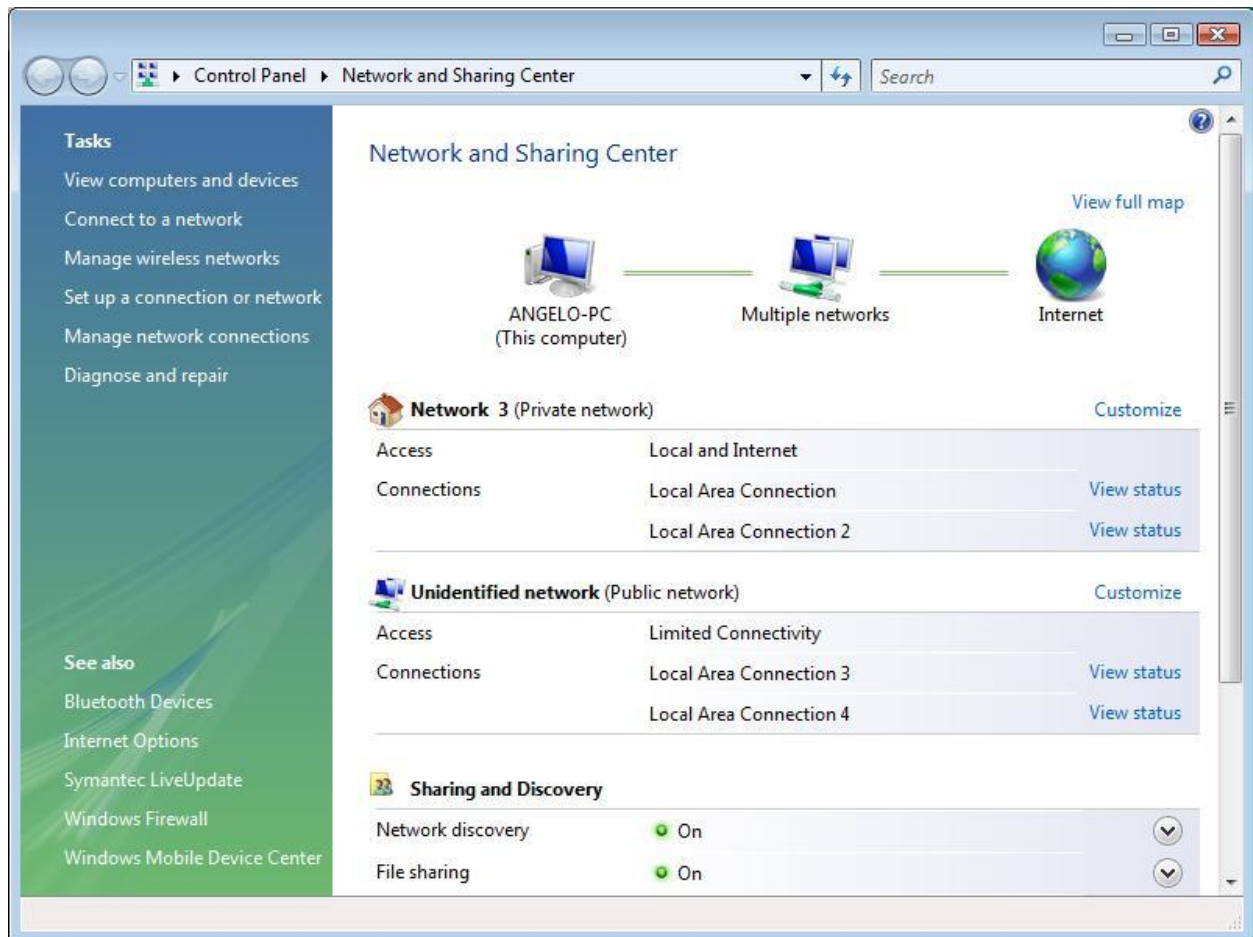 Control Panel ▸ Network and Sharing Center
Search
Tasks
View computers and devices
Connect to a network
Manage wireless networks
Set up a connection or network
Manage network connections
Diagnose and repair
See also
Bluetooth Devices
Internet Options
Symantec LiveUpdate
Windows Firewall
Windows Mobile Device Center
Network and Sharing Center
View full map
ANGELO-PC
(This computer)
Multiple networks
Internet
Network 3 (Private network) Customize
Access Local and Internet
Connections Local Area Connection View status
Local Area Connection 2 View status
Unidentified network (Public network) Customize
Access Limited Connectivity
Connections Local Area Connection 3 View status
Local Area Connection 4 View status
Sharing and Discovery
Network discovery On
File sharing On